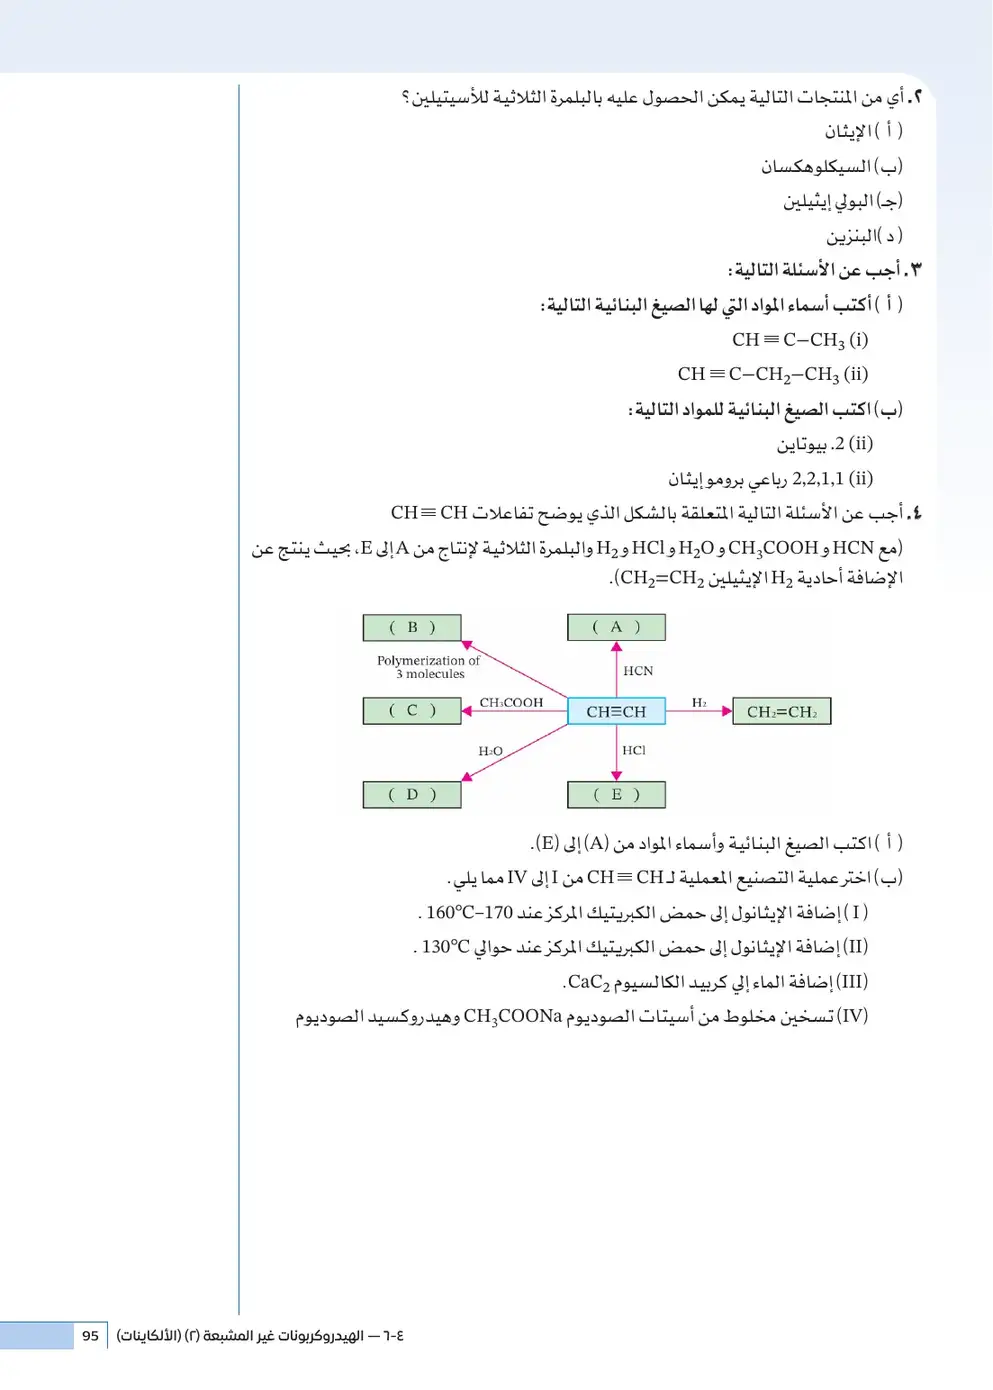 ٢. أي من المنتجات التالية يمكن الحصول عليه بالبلمرة الثلاثية للأسيتيلين؟
( أ ) الإيثان
(ب) السيكلوهكسان
(جـ) البولي إيثيلين
( د )البنزين
٣. أجب عن الأسئلة التالية:
( أ ) أكتب أسماء المواد التي لها الصيغ البنائية التالية:
CH≡C–CH₃ (i)
CH≡C–CH₂–CH₃ (ii)
(ب) اكتب الصيغ البنائية للمواد التالية:
(ii) 2. بيوتاين
(ii) 2,2,1,1 رباعي بروموإيثان
٤. أجب عن الأسئلة التالية المتعلقة بالشكل الذي يوضح تفاعلات CH≡CH
(مع HCN و CH₃COOH و H₂O و HCl و H₂ والبلمرة الثلاثية لإنتاج من A إلى E، بحيث ينتج عن
الإضافة أحادية H₂ الإيثيلين CH₂=CH₂).
( B ) ( A )
Polymerization of
3 molecules
HCN
( C ) CH₃COOH CH≡CH H₂ CH₂=CH₂
H₂O HCl
( D ) ( E )
( أ ) اكتب الصيغ البنائية وأسماء المواد من (A) إلى (E).
(ب) اختر عملية التصنيع المعملية لـ CH≡CH من I إلى IV مما يلي.
( I ) إضافة الإيثانول إلى حمض الكبريتيك المركز عند 170–160°C .
(II) إضافة الإيثانول إلى حمض الكبريتيك المركز عند حوالي 130°C .
(III) إضافة الماء إلي كربيد الكالسيوم CaC₂.
(IV) تسخين مخلوط من أسيتات الصوديوم CH₃COONa وهيدروكسيد الصوديوم
٤-٦ — الهيدروكربونات غير المشبعة (٢) (الألكاينات) 95